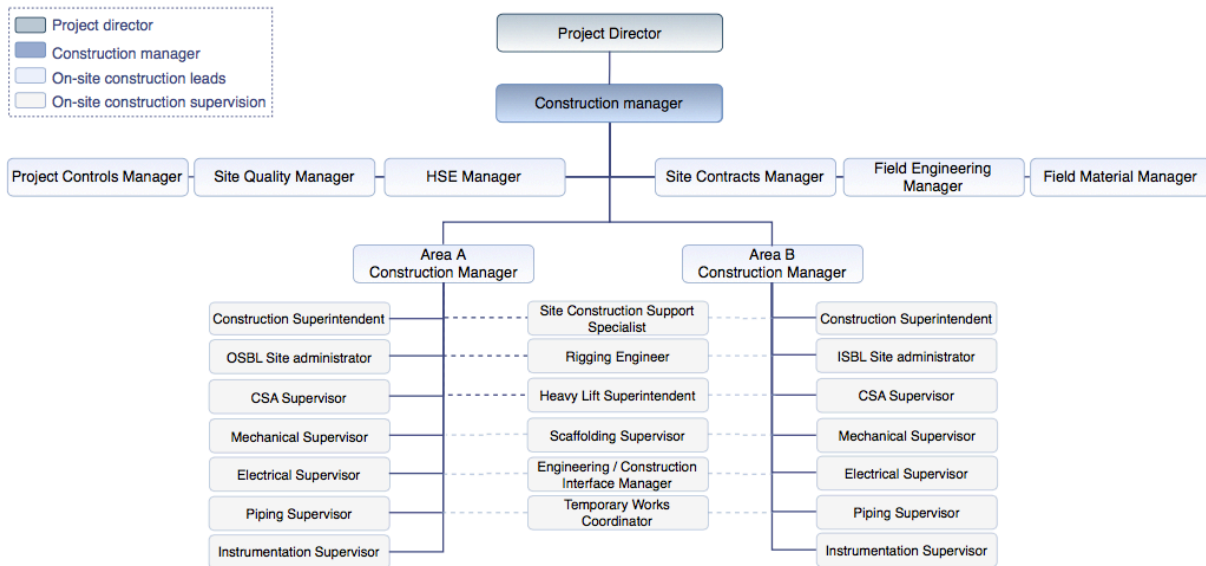 Project director
Construction manager
On-site construction leads
On-site construction supervision
Project Director
Construction manager
Project Controls Manager
Site Quality Manager
HSE Manager
Site Contracts Manager
Field Engineering
Manager
Field Material Manager
Area A
Construction Manager
Area B
Construction Manager
Construction Superintendent
Site Construction Support
Specialist
Construction Superintendent
OSBL Site administrator
Rigging Engineer
ISBL Site administrator
CSA Supervisor
Heavy Lift Superintendent
CSA Supervisor
Mechanical Supervisor
Scaffolding Supervisor
Mechanical Supervisor
Electrical Supervisor
Engineering / Construction
Interface Manager
Electrical Supervisor
Piping Supervisor
Temporary Works
Coordinator
Piping Supervisor
Instrumentation Supervisor
Instrumentation Supervisor